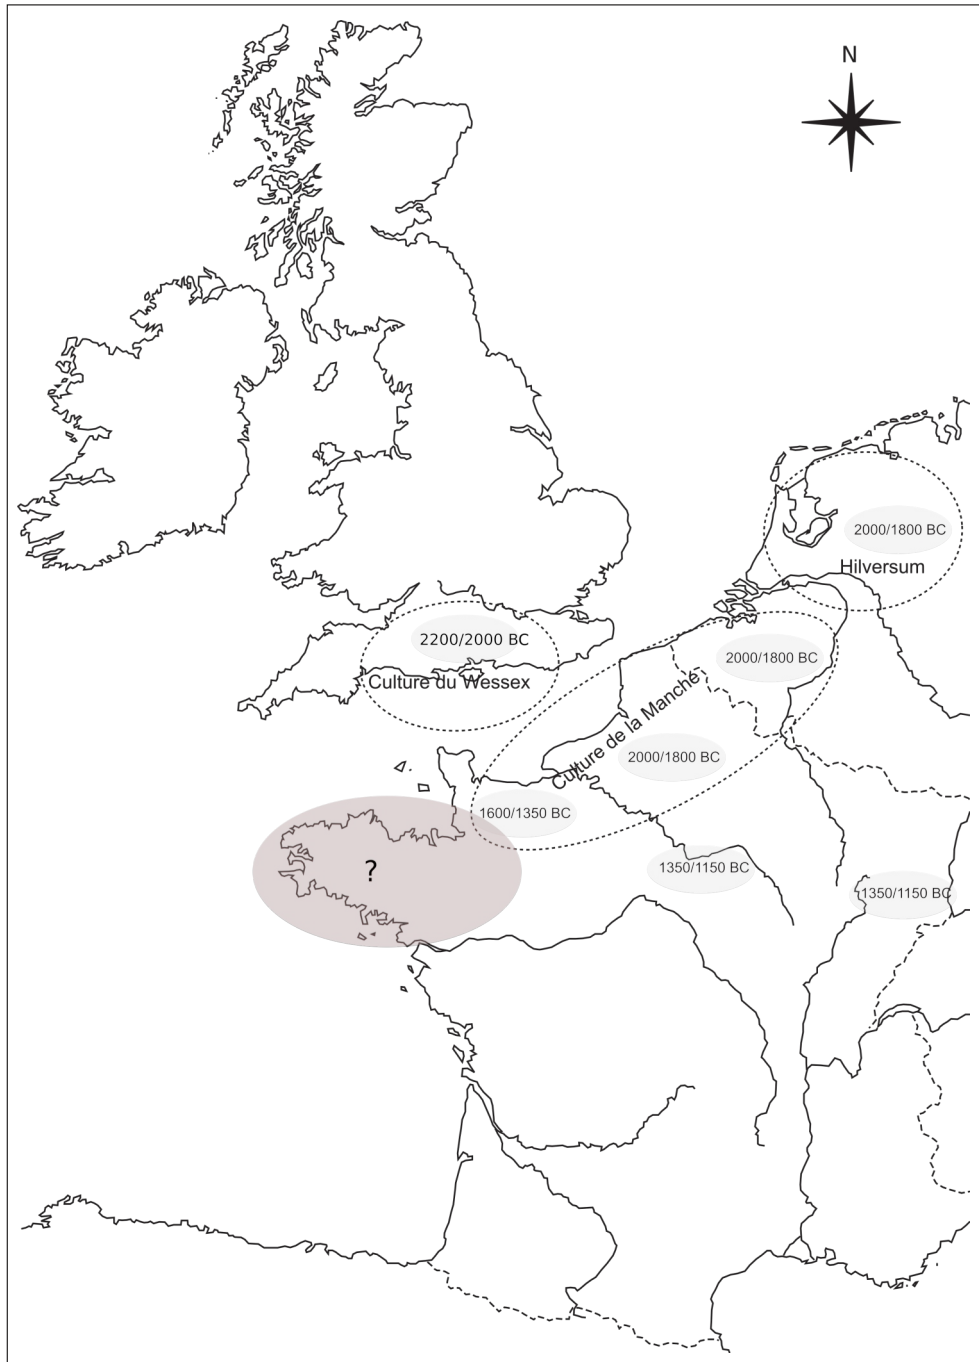 N
2000/1800 BC
Hilversum
2200/2000 BC
Culture du Wessex
2000/1800 BC
Culture de la Manche
2000/1800 BC
1600/1350 BC
?
1350/1150 BC
1350/1150 BC